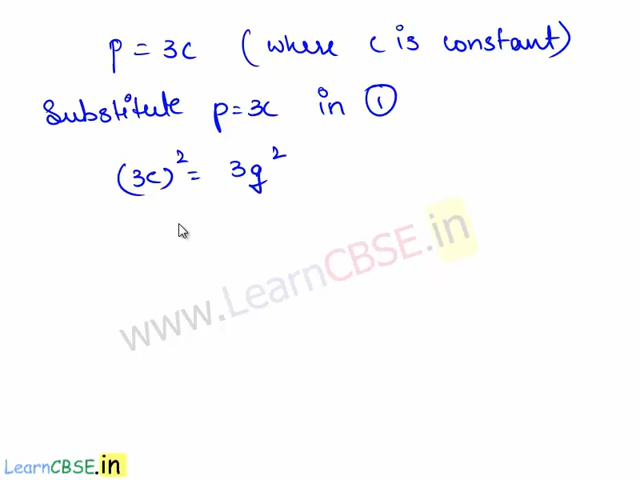 p = 3c (where c is constant)
Substitute p=3c in ①
(3c)² = 3q²
www.LearnCBSE.in
LearnCBSE.in